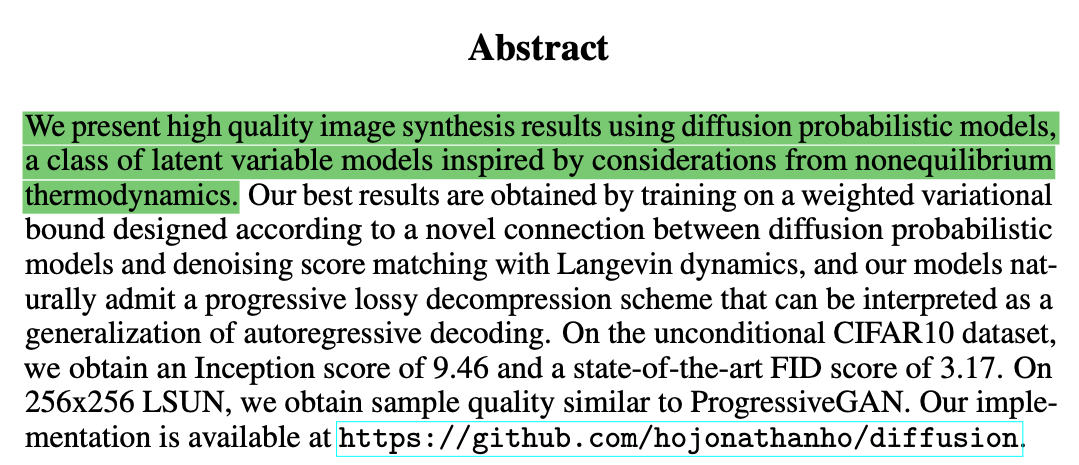 Abstract
We present high quality image synthesis results using diffusion probabilistic models,
a class of latent variable models inspired by considerations from nonequilibrium
thermodynamics. Our best results are obtained by training on a weighted variational
bound designed according to a novel connection between diffusion probabilistic
models and denoising score matching with Langevin dynamics, and our models nat-
urally admit a progressive lossy decompression scheme that can be interpreted as a
generalization of autoregressive decoding. On the unconditional CIFAR10 dataset,
we obtain an Inception score of 9.46 and a state-of-the-art FID score of 3.17. On
256x256 LSUN, we obtain sample quality similar to ProgressiveGAN. Our imple-
mentation is available at https://github.com/hojonathanho/diffusion.